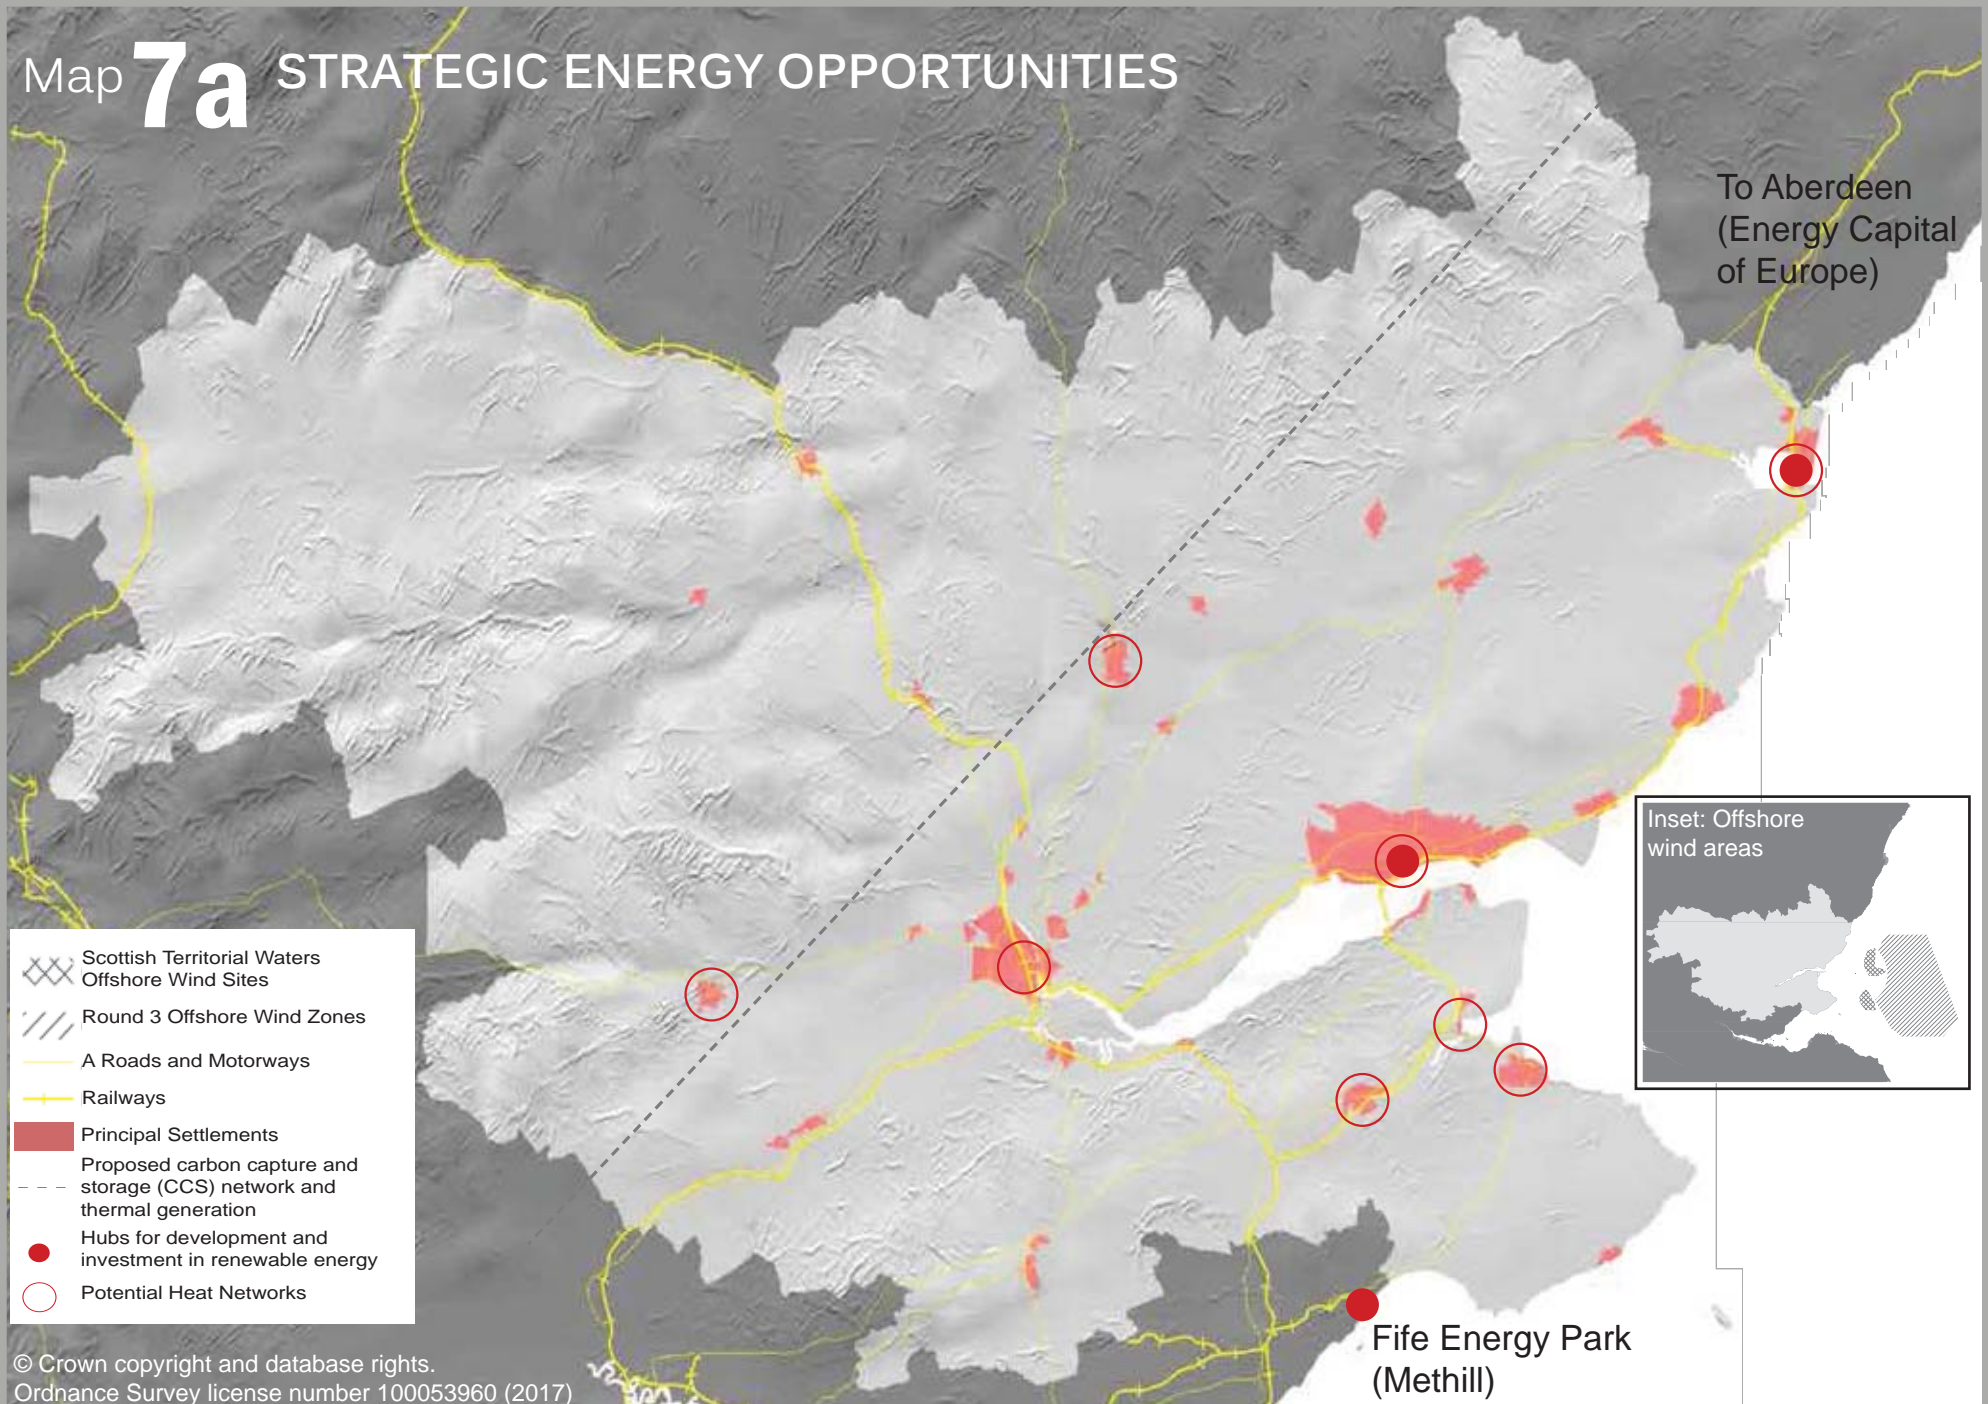 Map 7a STRATEGIC ENERGY OPPORTUNITIES
To Aberdeen
(Energy Capital
of Europe)
Inset: Offshore
wind areas
Scottish Territorial Waters
Offshore Wind Sites
Round 3 Offshore Wind Zones
A Roads and Motorways
Railways
Principal Settlements
Proposed carbon capture and
storage (CCS) network and
thermal generation
Hubs for development and
investment in renewable energy
Potential Heat Networks
Fife Energy Park
(Methill)
© Crown copyright and database rights.
Ordnance Survey license number 100053960 (2017)